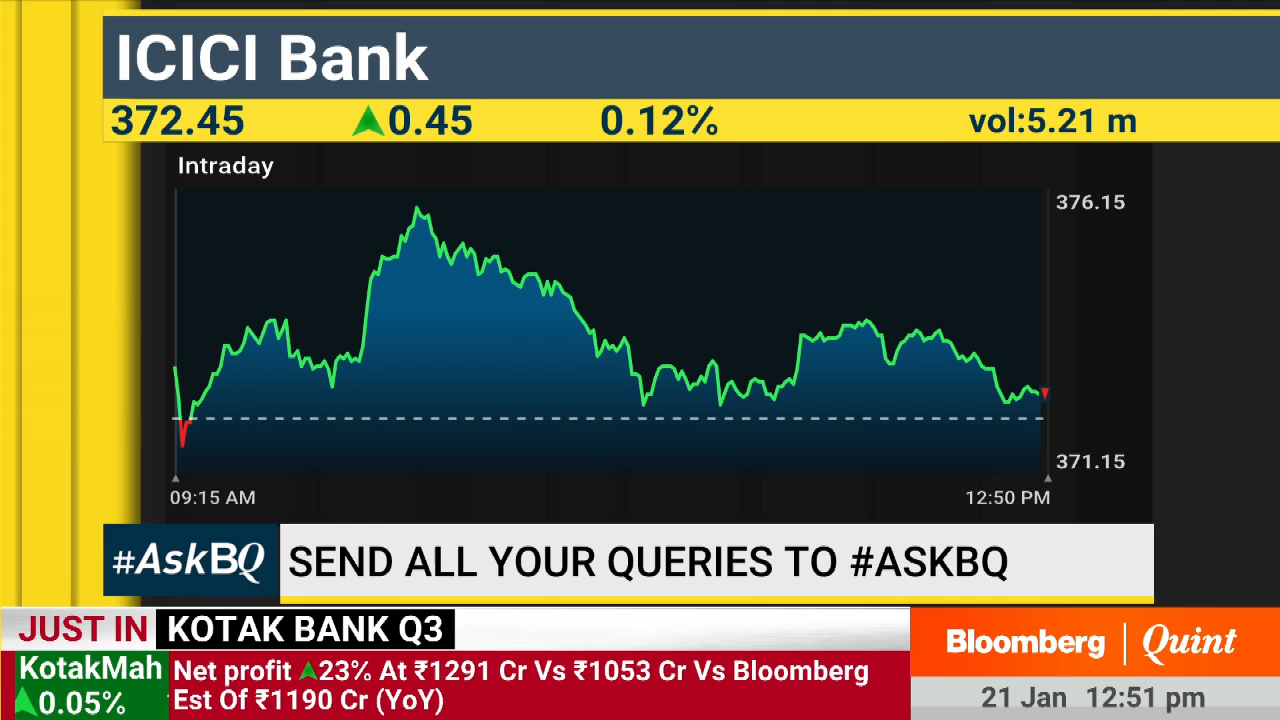 ICICI Bank
372.45 ▲0.45 0.12% vol:5.21 m
Intraday
376.15
371.15
09:15 AM 12:50 PM
#AskBQ SEND ALL YOUR QUERIES TO #ASKBQ
JUST IN KOTAK BANK Q3
KotakMah
▲0.05%
Net profit ▲23% At ₹1291 Cr Vs ₹1053 Cr Vs Bloomberg
Est Of ₹1190 Cr (YoY)
Bloomberg | Quint
21 Jan 12:51 pm